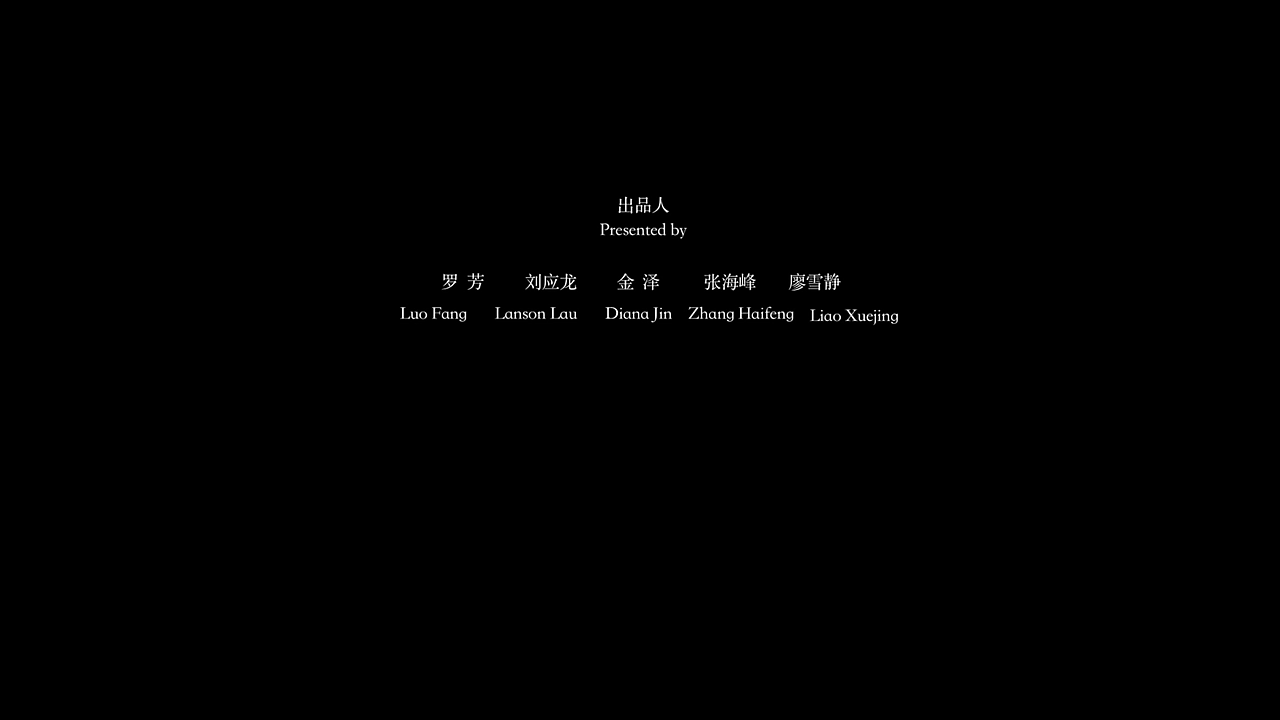 出品人
Presented by
罗 芳 刘应龙 金 泽 张海峰 廖雪静
Luo Fang Lanson Lau Diana Jin Zhang Haifeng Liao Xuejing